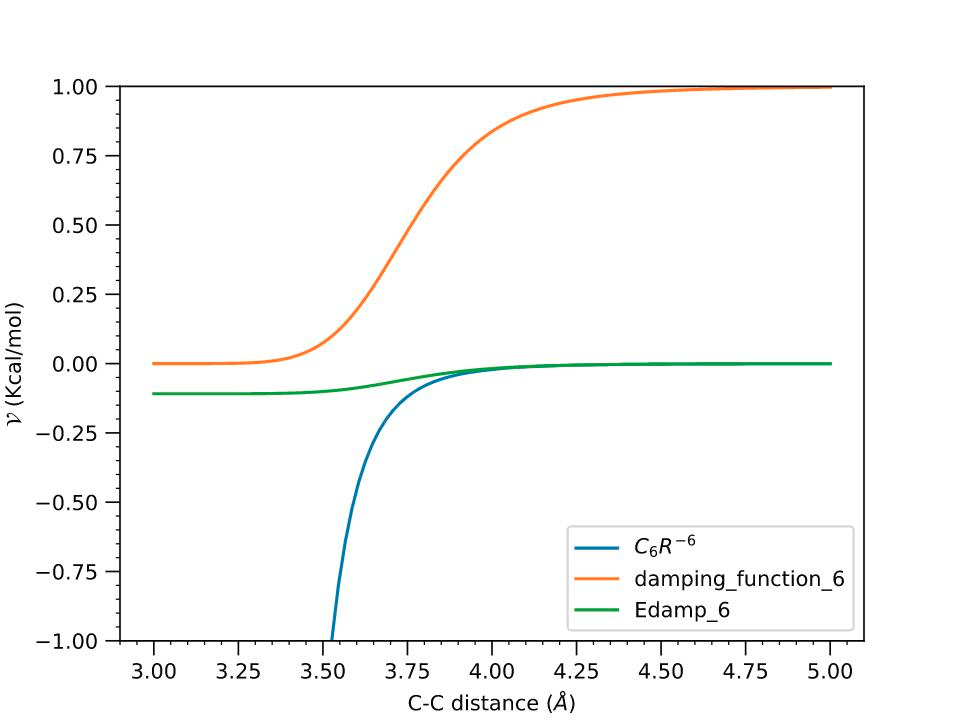 1.00
0.75
0.50
0.25
0.00
−0.25
−0.50
−0.75
−1.00
𝒱 (Kcal/mol)
3.00 3.25 3.50 3.75 4.00 4.25 4.50 4.75 5.00
C-C distance (Å)
C₆R⁻⁶
damping_function_6
Edamp_6